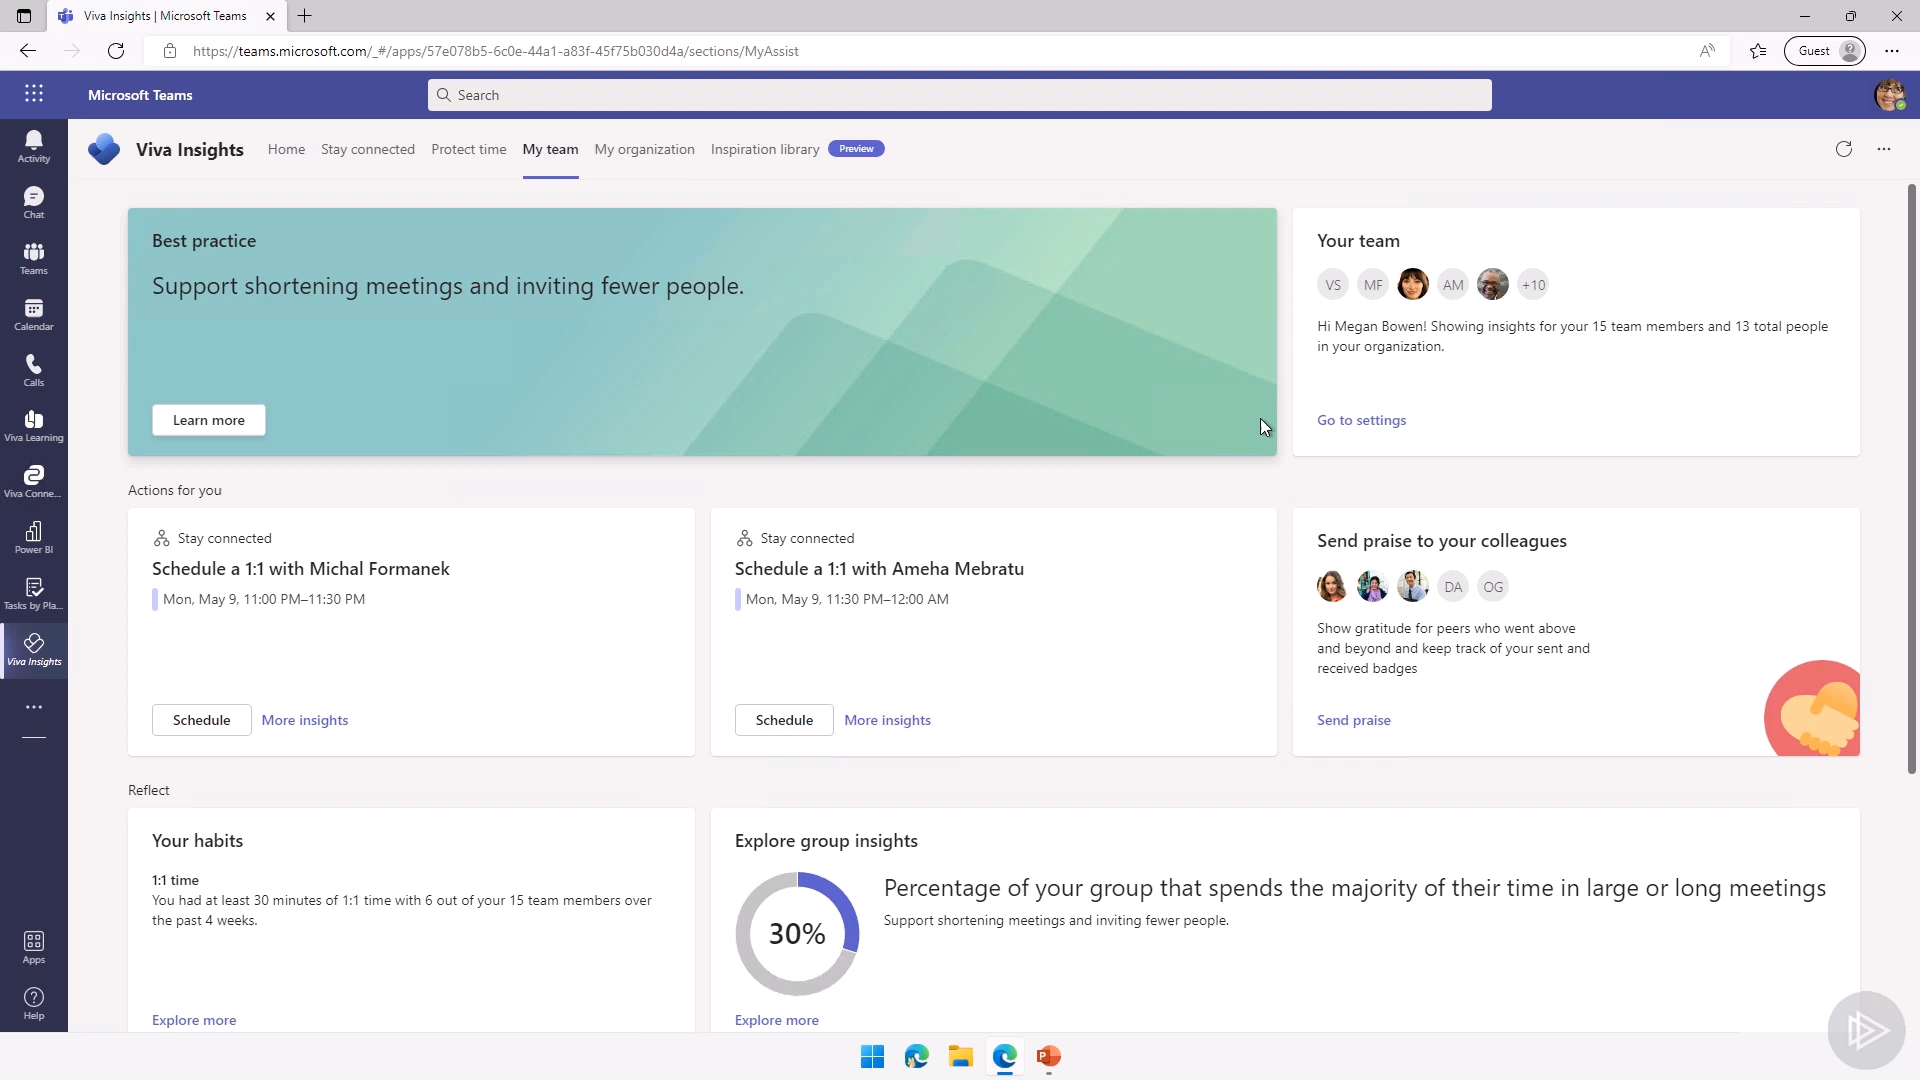 Viva Insights | Microsoft Teams
https://teams.microsoft.com/_#/apps/57e078b5-6c0e-44a1-a83f-45f75b030d4a/sections/MyAssist
Guest
Microsoft Teams
Search
Activity
Chat
Teams
Calendar
Calls
Viva Learning
Viva Conne...
Power BI
Tasks by Pla...
Viva Insights
Apps
Help
Viva Insights
Home
Stay connected
Protect time
My team
My organization
Inspiration library
Preview
Best practice
Support shortening meetings and inviting fewer people.
Learn more
Your team
VS
MF
AM
+10
Hi Megan Bowen! Showing insights for your 15 team members and 13 total people
in your organization.
Go to settings
Actions for you
Stay connected
Schedule a 1:1 with Michal Formanek
Mon, May 9, 11:00 PM–11:30 PM
Schedule
More insights
Stay connected
Schedule a 1:1 with Ameha Mebratu
Mon, May 9, 11:30 PM–12:00 AM
Schedule
More insights
Send praise to your colleagues
DA
OG
Show gratitude for peers who went above
and beyond and keep track of your sent and
received badges
Send praise
Reflect
Your habits
1:1 time
You had at least 30 minutes of 1:1 time with 6 out of your 15 team members over
the past 4 weeks.
Explore more
Explore group insights
30%
Percentage of your group that spends the majority of their time in large or long meetings
Support shortening meetings and inviting fewer people.
Explore more